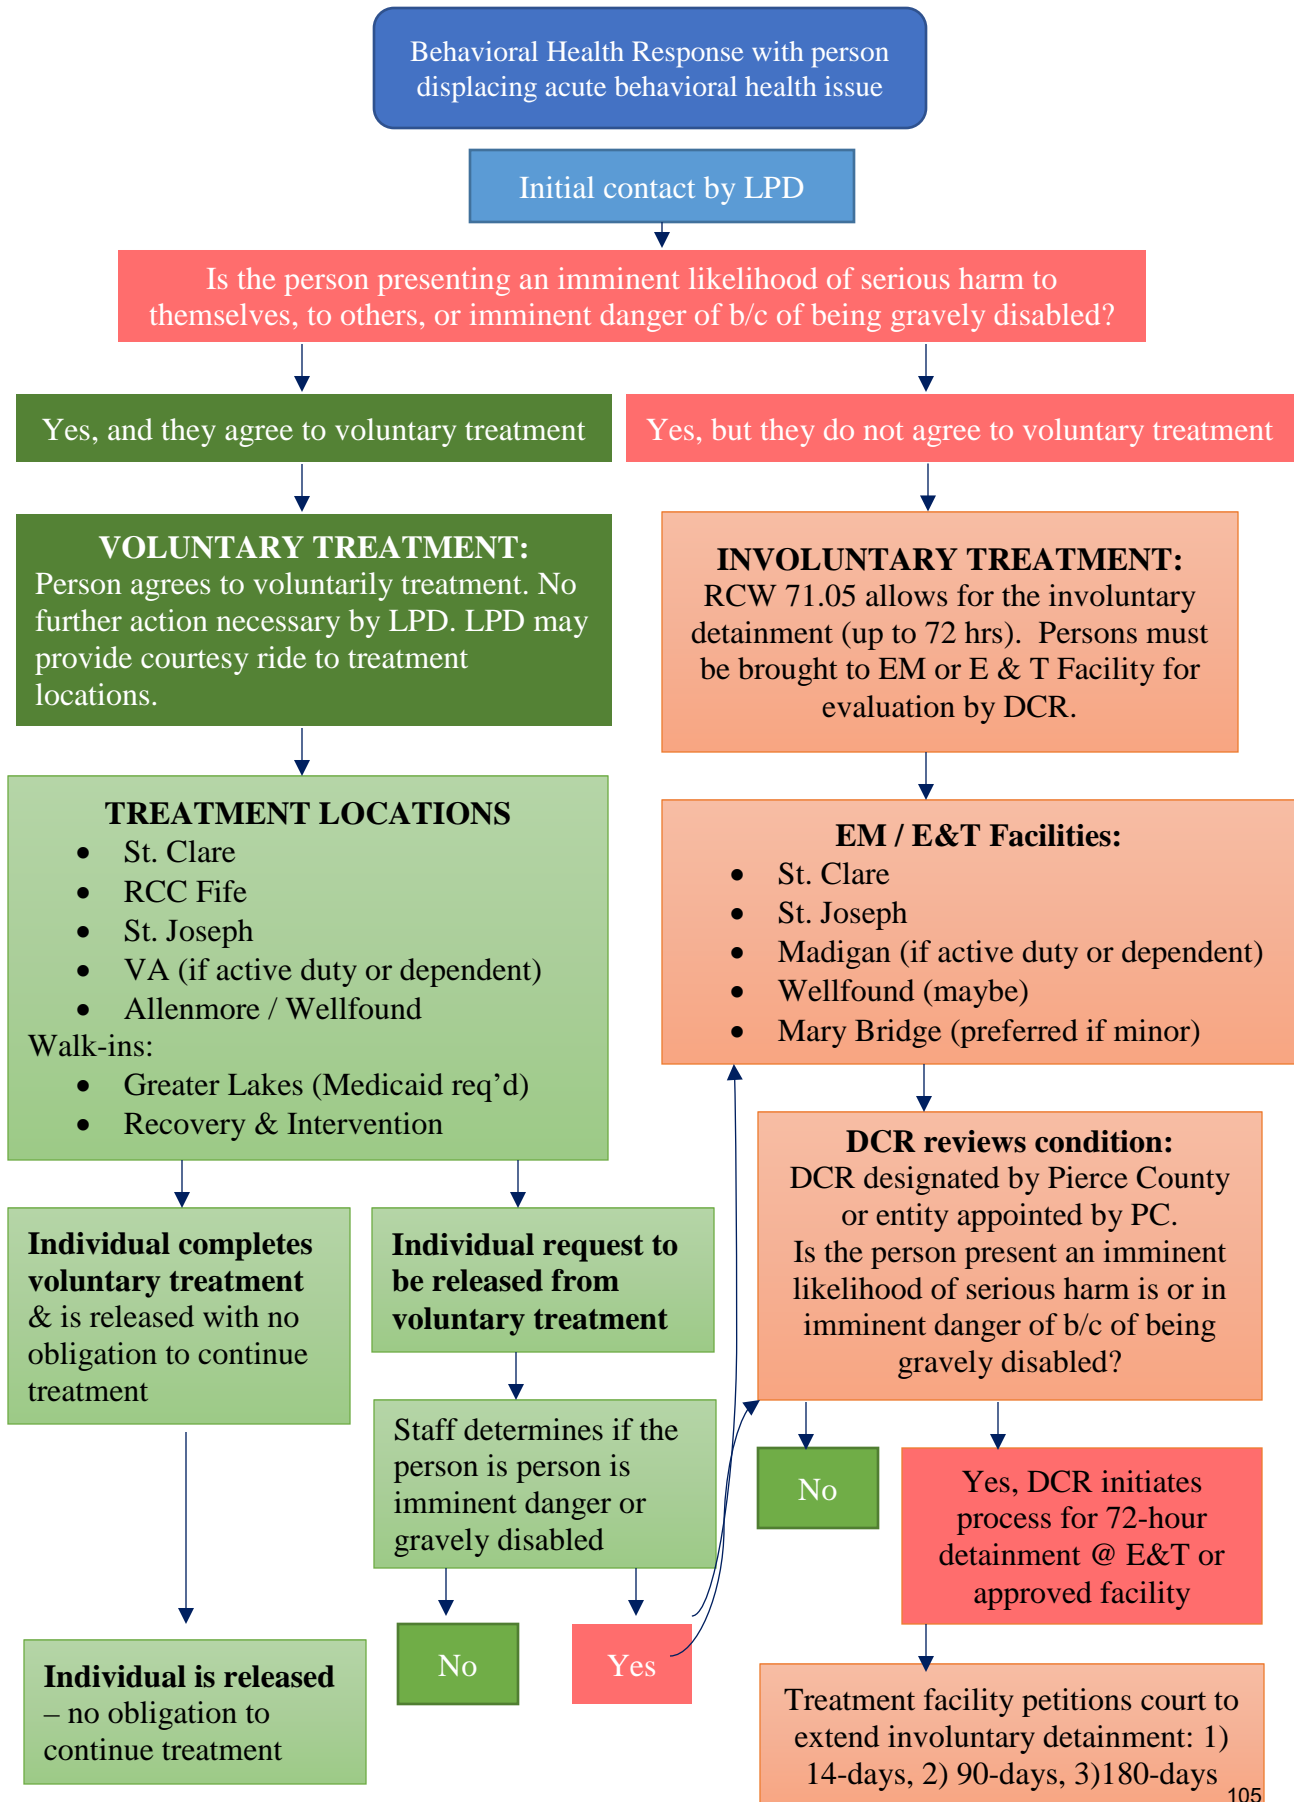 Behavioral Health Response with person
displacing acute behavioral health issue
Initial contact by LPD
Is the person presenting an imminent likelihood of serious harm to
themselves, to others, or imminent danger of b/c of being gravely disabled?
Yes, and they agree to voluntary treatment
Yes, but they do not agree to voluntary treatment
VOLUNTARY TREATMENT:
Person agrees to voluntarily treatment. No
further action necessary by LPD. LPD may
provide courtesy ride to treatment
locations.
INVOLUNTARY TREATMENT:
RCW 71.05 allows for the involuntary
detainment (up to 72 hrs). Persons must
be brought to EM or E & T Facility for
evaluation by DCR.
TREATMENT LOCATIONS
• St. Clare
• RCC Fife
• St. Joseph
• VA (if active duty or dependent)
• Allenmore / Wellfound
Walk-ins:
• Greater Lakes (Medicaid req’d)
• Recovery & Intervention
EM / E&T Facilities:
• St. Clare
• St. Joseph
• Madigan (if active duty or dependent)
• Wellfound (maybe)
• Mary Bridge (preferred if minor)
DCR reviews condition:
DCR designated by Pierce County
or entity appointed by PC.
Is the person present an imminent
likelihood of serious harm is or in
imminent danger of b/c of being
gravely disabled?
Individual completes
voluntary treatment
& is released with no
obligation to continue
treatment
Individual request to
be released from
voluntary treatment
Staff determines if the
person is person is
imminent danger or
gravely disabled
No
Yes, DCR initiates
process for 72-hour
detainment @ E&T or
approved facility
No
Yes
Individual is released
– no obligation to
continue treatment
Treatment facility petitions court to
extend involuntary detainment: 1)
14-days, 2) 90-days, 3)180-days
105